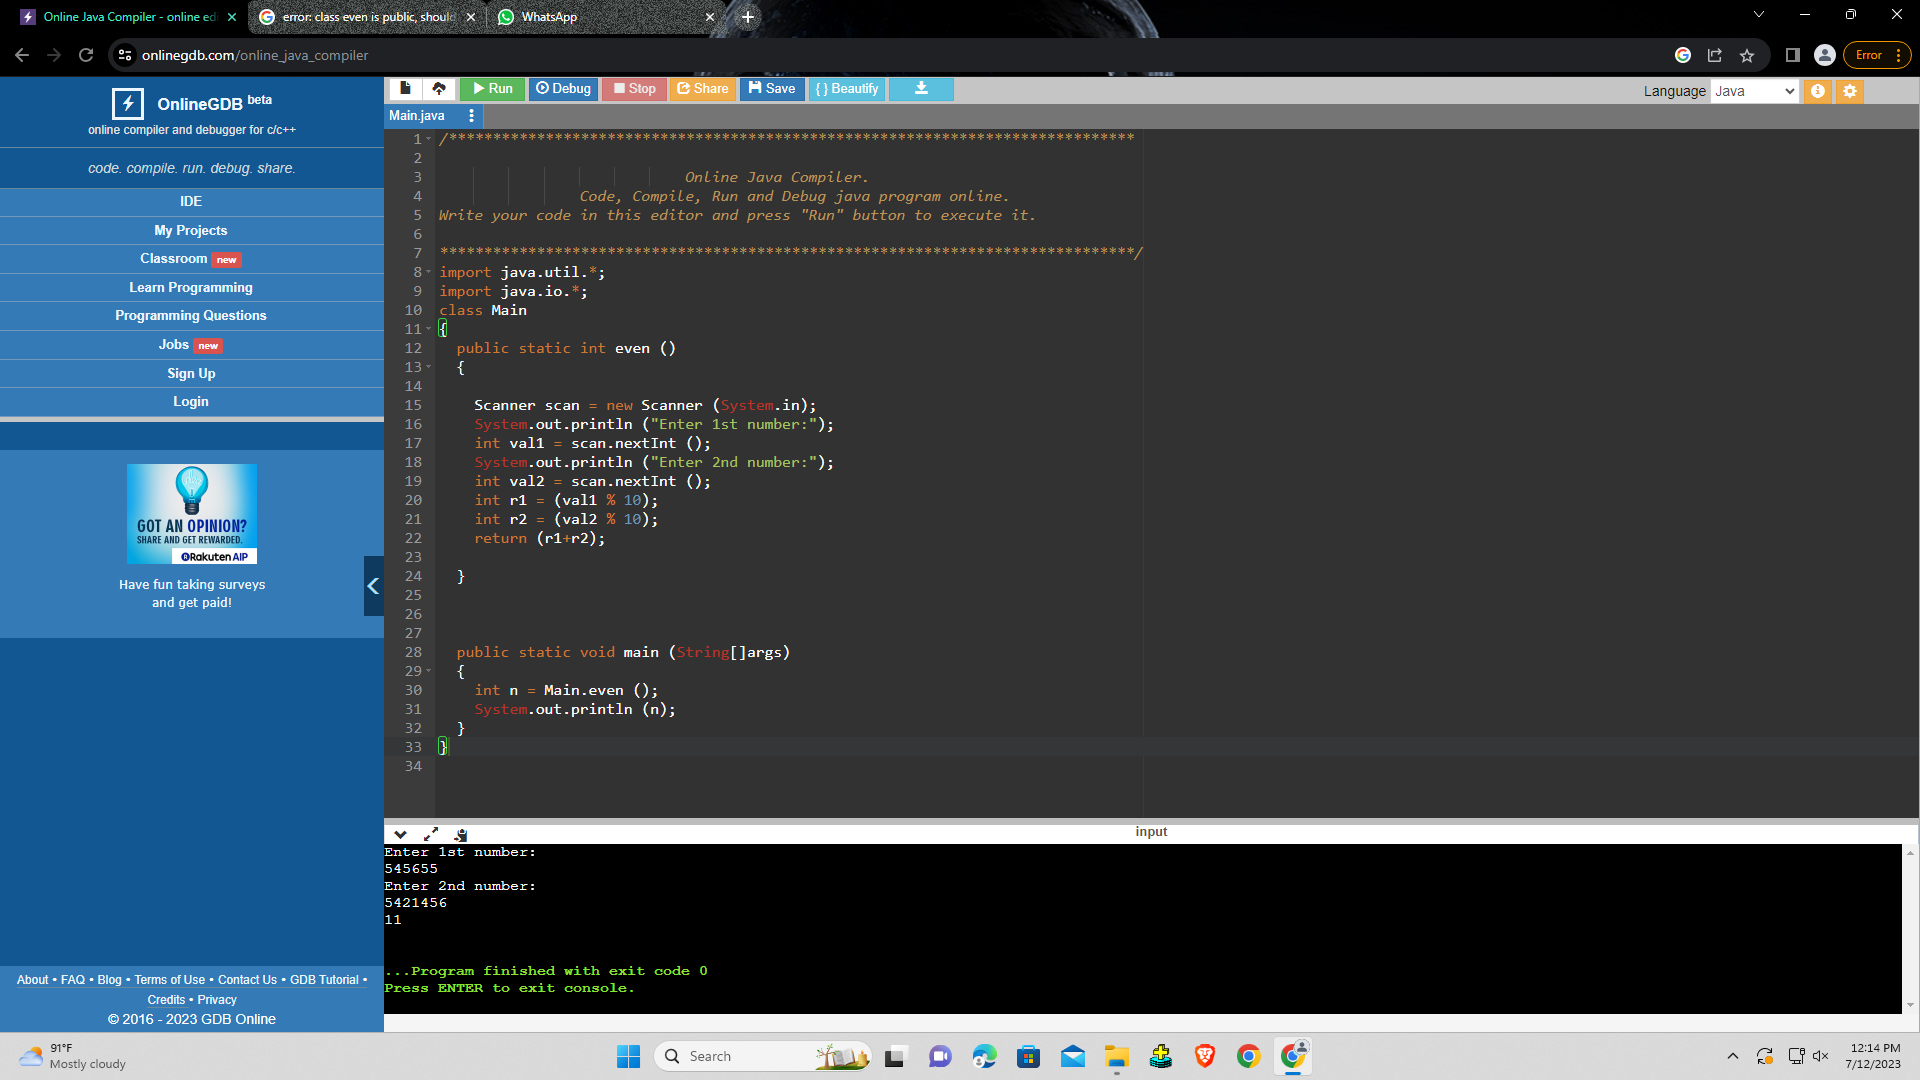 Online Java Compiler - online edi
error: class even is public, should
WhatsApp
onlinegdb.com/online_java_compiler
Error
OnlineGDB beta
online compiler and debugger for c/c++
code. compile. run. debug. share.
IDE
My Projects
Classroom new
Learn Programming
Programming Questions
Jobs new
Sign Up
Login
GOT AN OPINION?
SHARE AND GET REWARDED.
Rakuten AIP
Have fun taking surveys
and get paid!
About • FAQ • Blog • Terms of Use • Contact Us • GDB Tutorial •
Credits • Privacy
© 2016 - 2023 GDB Online
Run Debug Stop Share Save { } Beautify
Language Java
Main.java
1 /******************************************************************************
2
3 Online Java Compiler.
4 Code, Compile, Run and Debug java program online.
5 Write your code in this editor and press "Run" button to execute it.
6
7 *******************************************************************************/
8 import java.util.*;
9 import java.io.*;
10 class Main
11 {
12 public static int even ()
13 {
14
15 Scanner scan = new Scanner (System.in);
16 System.out.println ("Enter 1st number:");
17 int val1 = scan.nextInt ();
18 System.out.println ("Enter 2nd number:");
19 int val2 = scan.nextInt ();
20 int r1 = (val1 % 10);
21 int r2 = (val2 % 10);
22 return (r1+r2);
23
24 }
25
26
27
28 public static void main (String[]args)
29 {
30 int n = Main.even ();
31 System.out.println (n);
32 }
33 }
34
input
Enter 1st number:
545655
Enter 2nd number:
5421456
11
...Program finished with exit code 0
Press ENTER to exit console.
91°F
Mostly cloudy
Search
12:14 PM
7/12/2023